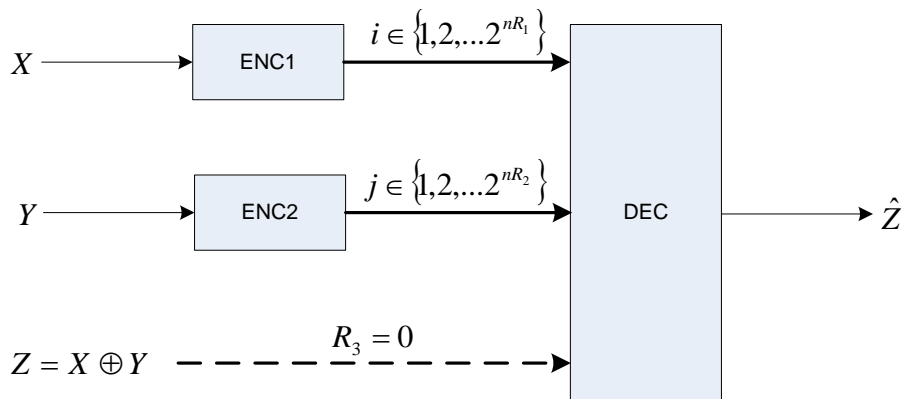 X
ENC1
i ∈ {1,2,...2^{nR_1}}
Y
ENC2
j ∈ {1,2,...2^{nR_2}}
DEC
Ẑ
Z = X ⊕ Y
R_3 = 0